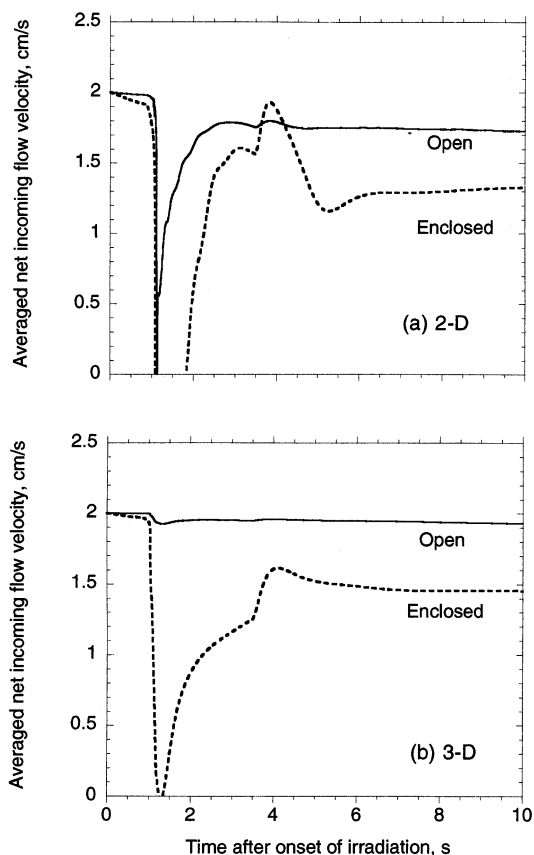 Averaged net incoming flow velocity, cm/s
2.5
2
1.5
1
0.5
0
Open
Enclosed
(a) 2-D
Averaged net incoming flow velocity, cm/s
2.5
2
1.5
1
0.5
0
Open
Enclosed
(b) 3-D
0 2 4 6 8 10
Time after onset of irradiation, s